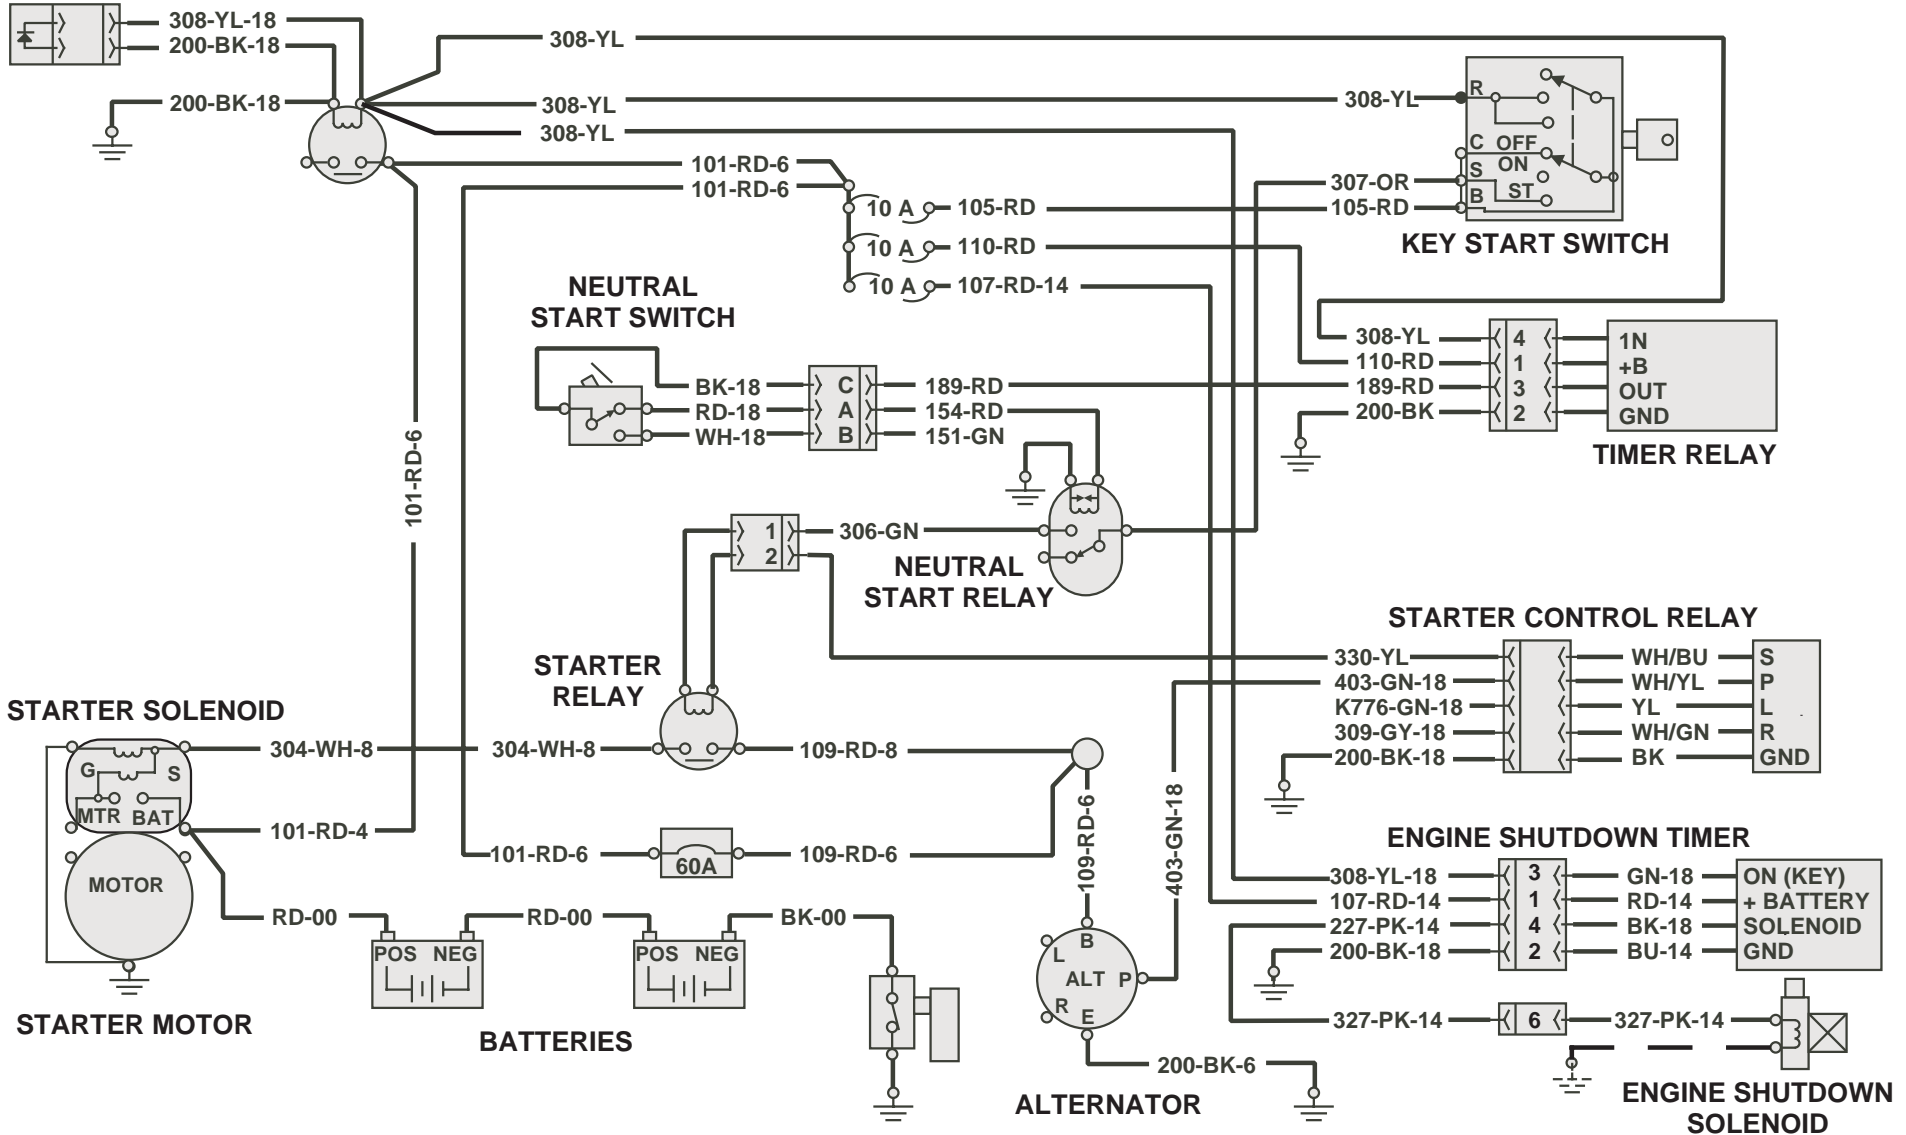 308-YL-18
200-BK-18
200-BK-18
308-YL
308-YL
308-YL
308-YL
101-RD-6
101-RD-6
10 A
105-RD
10 A
110-RD
10 A
107-RD-14
307-OR
105-RD
R
C
OFF
ON
S
ST
B
KEY START SWITCH
NEUTRAL
START SWITCH
BK-18
RD-18
WH-18
C
A
B
189-RD
154-RD
151-GN
308-YL
110-RD
189-RD
200-BK
4
1
3
2
1N
+B
OUT
GND
TIMER RELAY
101-RD-6
1
2
306-GN
NEUTRAL
START RELAY
STARTER
RELAY
STARTER CONTROL RELAY
330-YL
403-GN-18
K776-GN-18
309-GY-18
200-BK-18
WH/BU
WH/YL
YL
WH/GN
BK
S
P
L
R
GND
STARTER SOLENOID
G
S
MTR
BAT
304-WH-8
304-WH-8
109-RD-8
101-RD-4
101-RD-6
60A
109-RD-6
109-RD-6
403-GN-18
MOTOR
STARTER MOTOR
RD-00
RD-00
BK-00
POS
NEG
POS
NEG
BATTERIES
B
L
ALT
P
R
E
200-BK-6
ALTERNATOR
ENGINE SHUTDOWN TIMER
308-YL-18
107-RD-14
227-PK-14
200-BK-18
3
1
4
2
GN-18
RD-14
BK-18
BU-14
ON (KEY)
+ BATTERY
SOLENOID
GND
327-PK-14
6
327-PK-14
ENGINE SHUTDOWN
SOLENOID